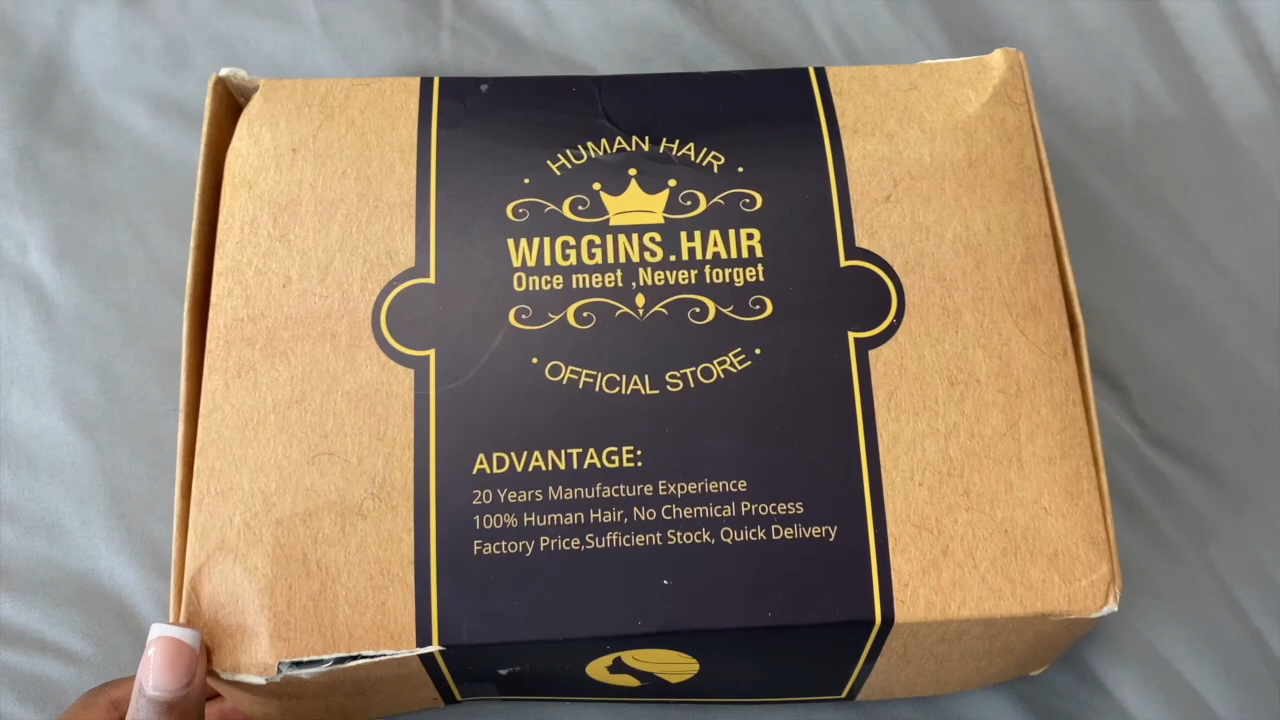 · HUMAN HAIR ·
WIGGINS.HAIR
Once meet ,Never forget
· OFFICIAL STORE ·
ADVANTAGE:
20 Years Manufacture Experience
100% Human Hair, No Chemical Process
Factory Price,Sufficient Stock, Quick Delivery